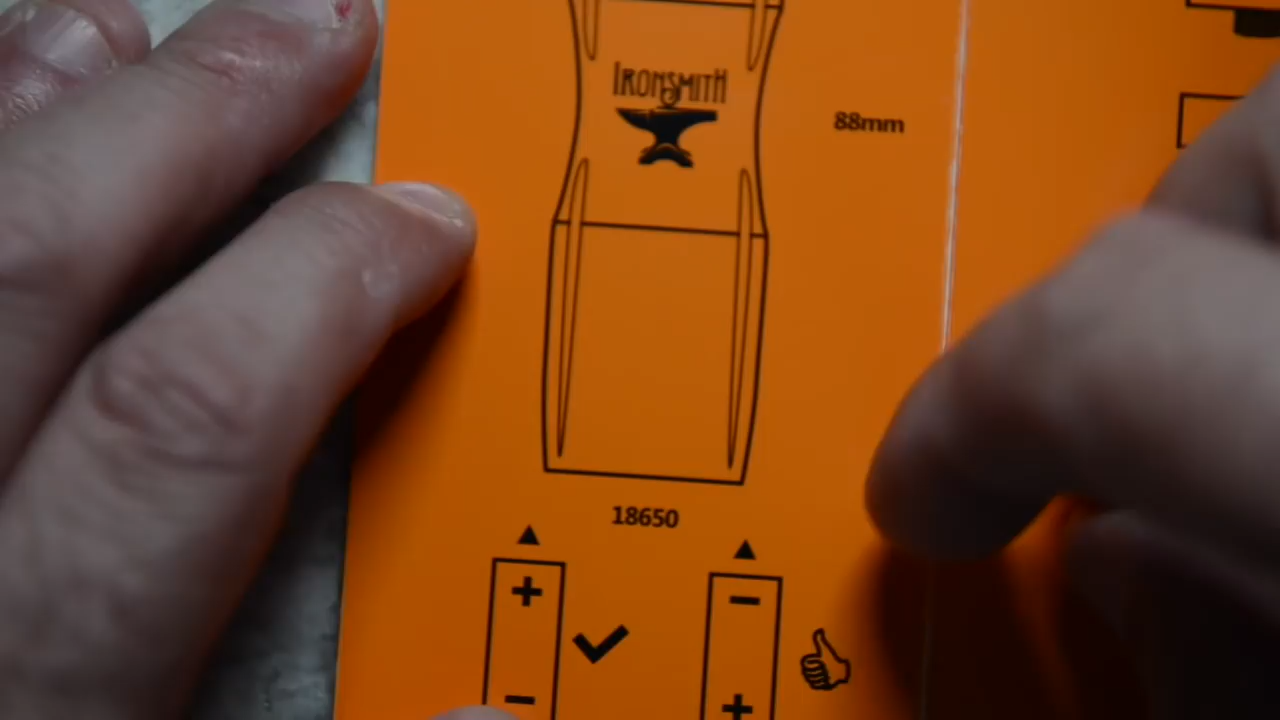 IRONSMITH
88mm
18650
+ -
- +